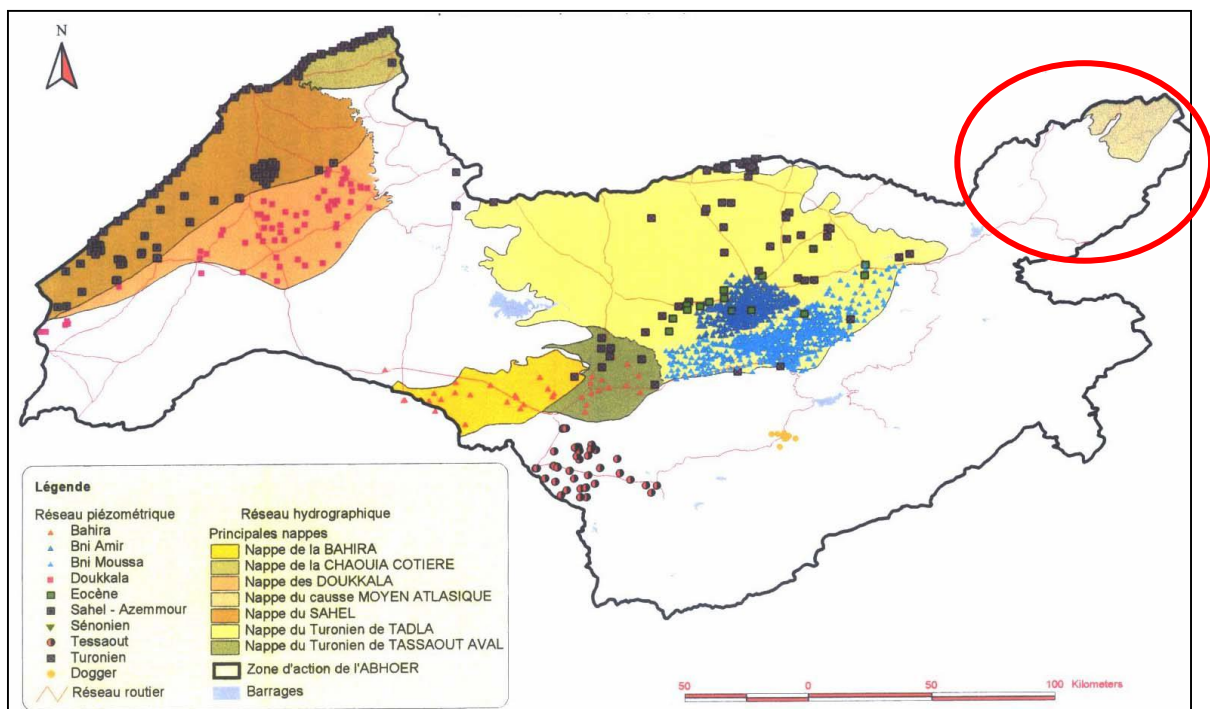 N
Légende
Réseau piézométrique
Bahira
Bni Amir
Bni Moussa
Doukkala
Eocène
Sahel - Azemmour
Sénonien
Tessaout
Turonien
Dogger
Réseau routier
Réseau hydrographique
Principales nappes
Nappe de la BAHIRA
Nappe de la CHAOUIA COTIERE
Nappe des DOUKKALA
Nappe du causse MOYEN ATLASIQUE
Nappe du SAHEL
Nappe du Turonien de TADLA
Nappe du Turonien de TASSAOUT AVAL
Zone d'action de l'ABHOER
Barrages
50 0 50 100 Kilometers